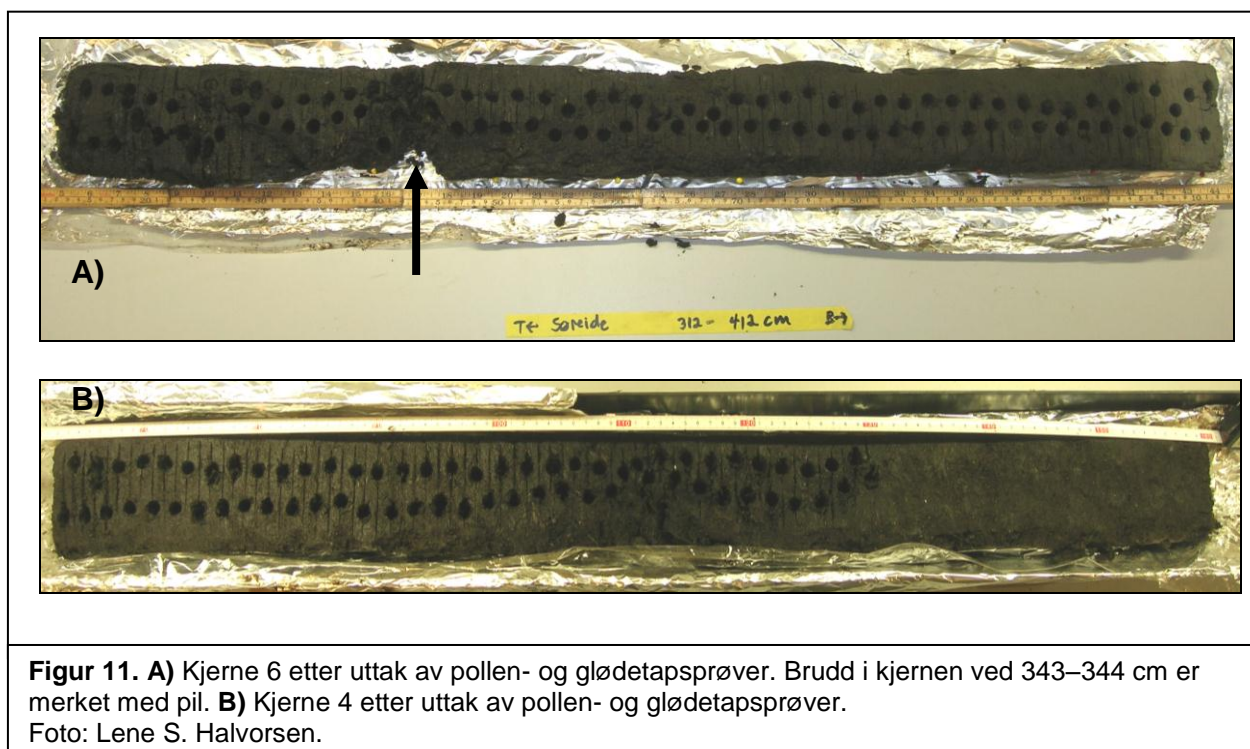 A)
T← Søreide 312 – 412 cm B→
B)
Figur 11. A) Kjerne 6 etter uttak av pollen- og glødetapsprøver. Brudd i kjernen ved 343–344 cm er
merket med pil. B) Kjerne 4 etter uttak av pollen- og glødetapsprøver.
Foto: Lene S. Halvorsen.